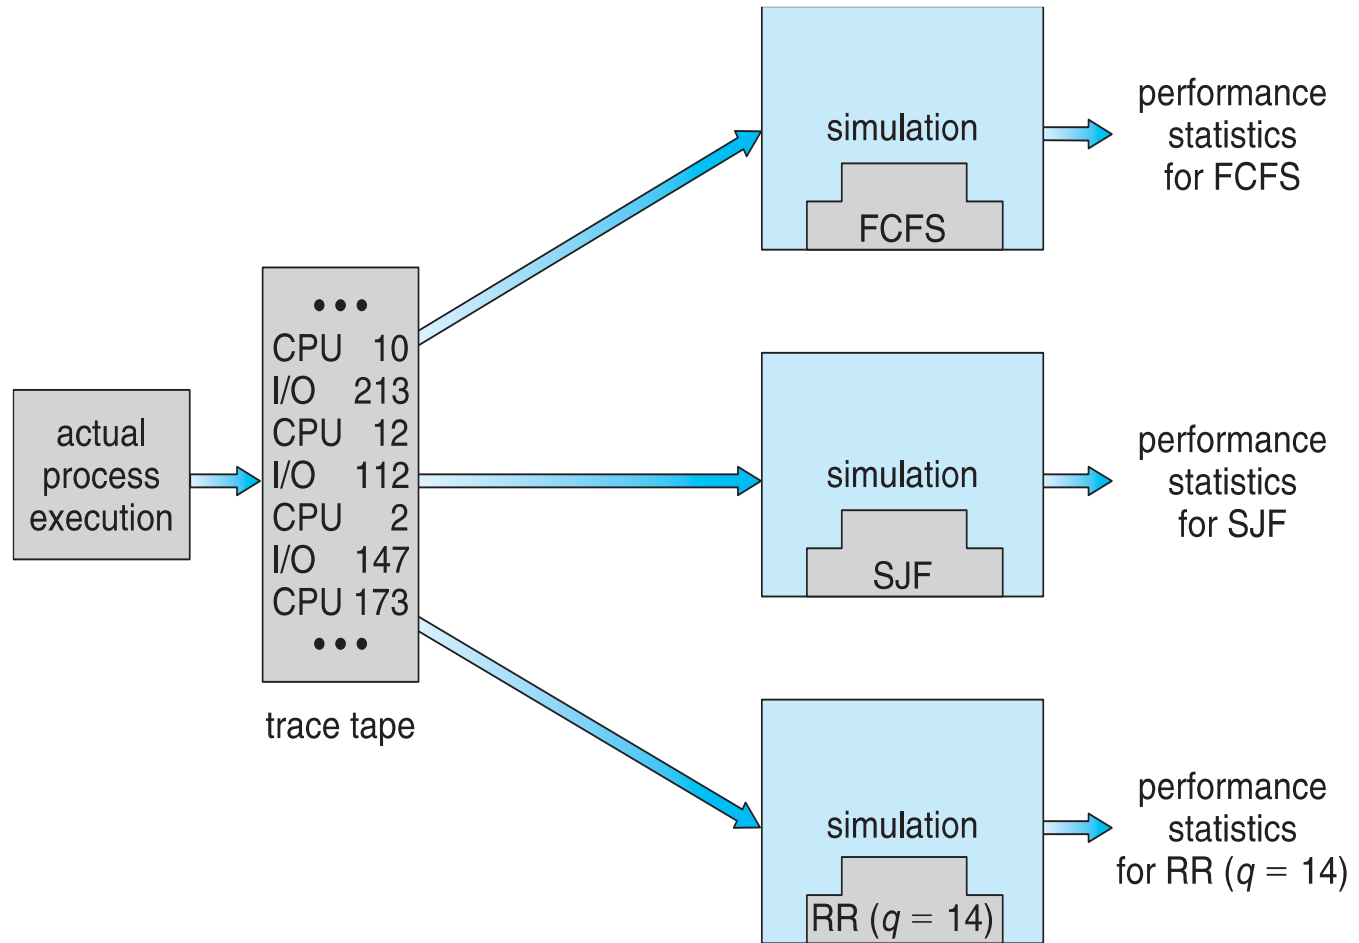 actual
process
execution
• • •
CPU 10
I/O 213
CPU 12
I/O 112
CPU 2
I/O 147
CPU 173
• • •
trace tape
simulation
FCFS
performance
statistics
for FCFS
simulation
SJF
performance
statistics
for SJF
simulation
RR (q = 14)
performance
statistics
for RR (q = 14)